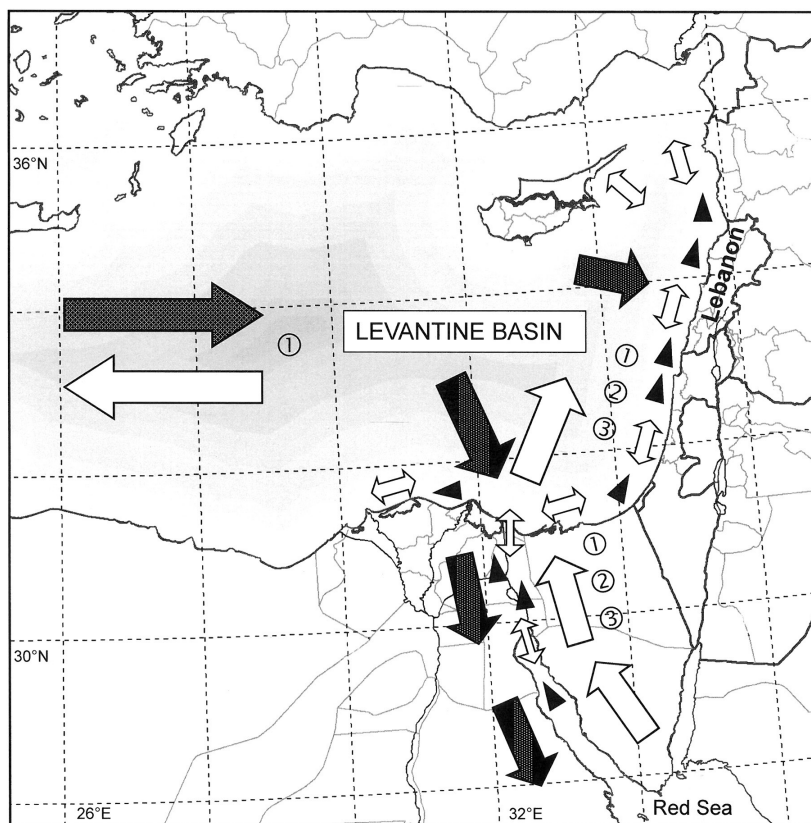 36°N
Lebanon
LEVANTINE BASIN
①
①
②
③
①
②
③
30°N
26°E
32°E
Red Sea